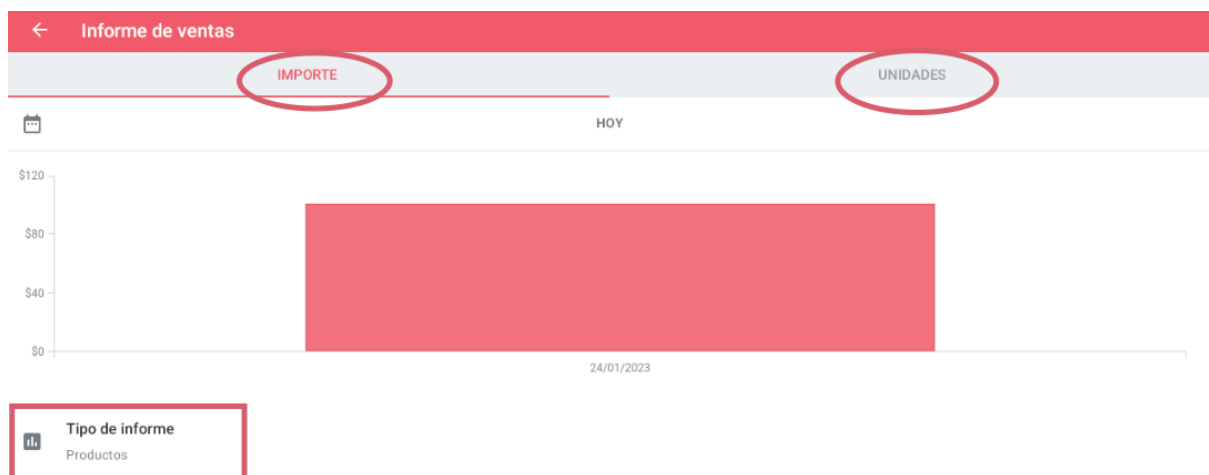 Informe de ventas
IMPORTE
UNIDADES
HOY
$120
$80
$40
$0
24/01/2023
Tipo de informe
Productos